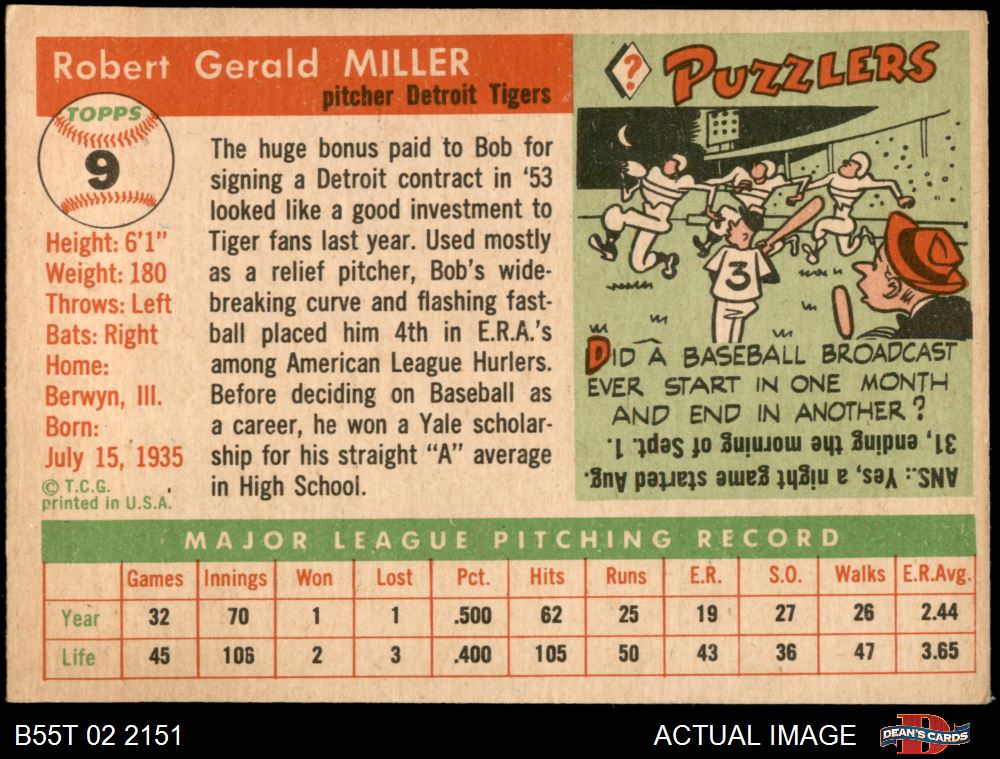 Robert Gerald MILLER
pitcher Detroit Tigers
TOPPS
9
Height: 6'1"
Weight: 180
Throws: Left
Bats: Right
Home:
Berwyn, Ill.
Born:
July 15, 1935
© T.C.G.
printed in U.S.A.
The huge bonus paid to Bob for
signing a Detroit contract in '53
looked like a good investment to
Tiger fans last year. Used mostly
as a relief pitcher, Bob's wide-
breaking curve and flashing fast-
ball placed him 4th in E.R.A.'s
among American League Hurlers.
Before deciding on Baseball as
a career, he won a Yale scholar-
ship for his straight "A" average
in High School.
? PUZZLERS
3
DID A BASEBALL BROADCAST
EVER START IN ONE MONTH
AND END IN ANOTHER?
ANS.: Yes, a night game started Aug.
31, ending the morning of Sept. 1.
MAJOR LEAGUE PITCHING RECORD
Games Innings Won Lost Pct. Hits Runs E.R. S.O. Walks E.R.Avg.
Year 32 70 1 1 .500 62 25 19 27 26 2.44
Life 45 106 2 3 .400 105 50 43 36 47 3.65
B55T 02 2151
ACTUAL IMAGE
D
DEAN'S CARDS